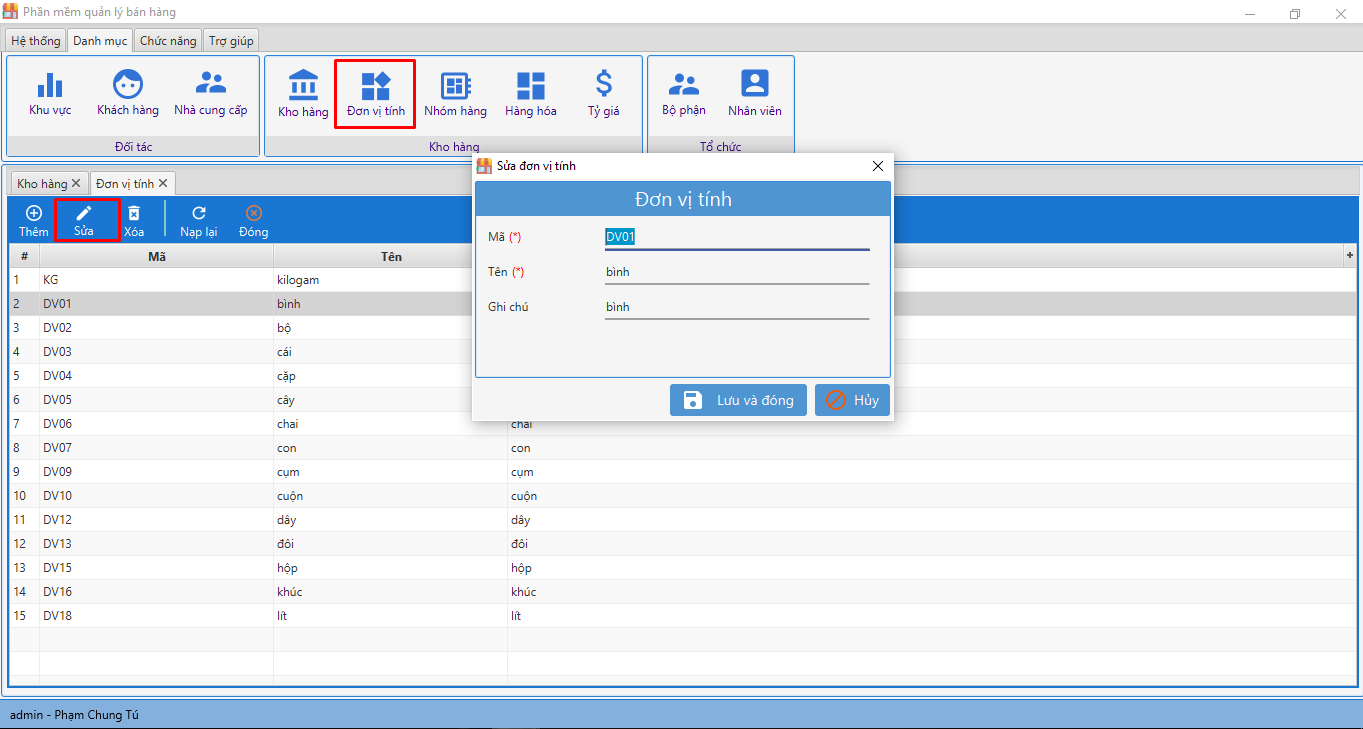 Phần mềm quản lý bán hàng
Hệ thống Danh mục Chức năng Trợ giúp
Khu vực Khách hàng Nhà cung cấp Kho hàng Đơn vị tính Nhóm hàng Hàng hóa Tỷ giá Bộ phận Nhân viên
Đối tác Kho hàng Tổ chức
Kho hàng Đơn vị tính
Thêm Sửa Xóa Nạp lại Đóng
# Mã Tên
1 KG kilogam
2 DV01 bình
3 DV02 bộ
4 DV03 cái
5 DV04 cặp
6 DV05 cây
7 DV06 chai chai
8 DV07 con con
9 DV09 cụm cụm
10 DV10 cuộn cuộn
11 DV12 dây dây
12 DV13 đôi đôi
13 DV15 hộp hộp
14 DV16 khúc khúc
15 DV18 lít lít
Sửa đơn vị tính
Đơn vị tính
Mã (*) DV01
Tên (*) bình
Ghi chú bình
Lưu và đóng Hủy
admin - Phạm Chung Tú